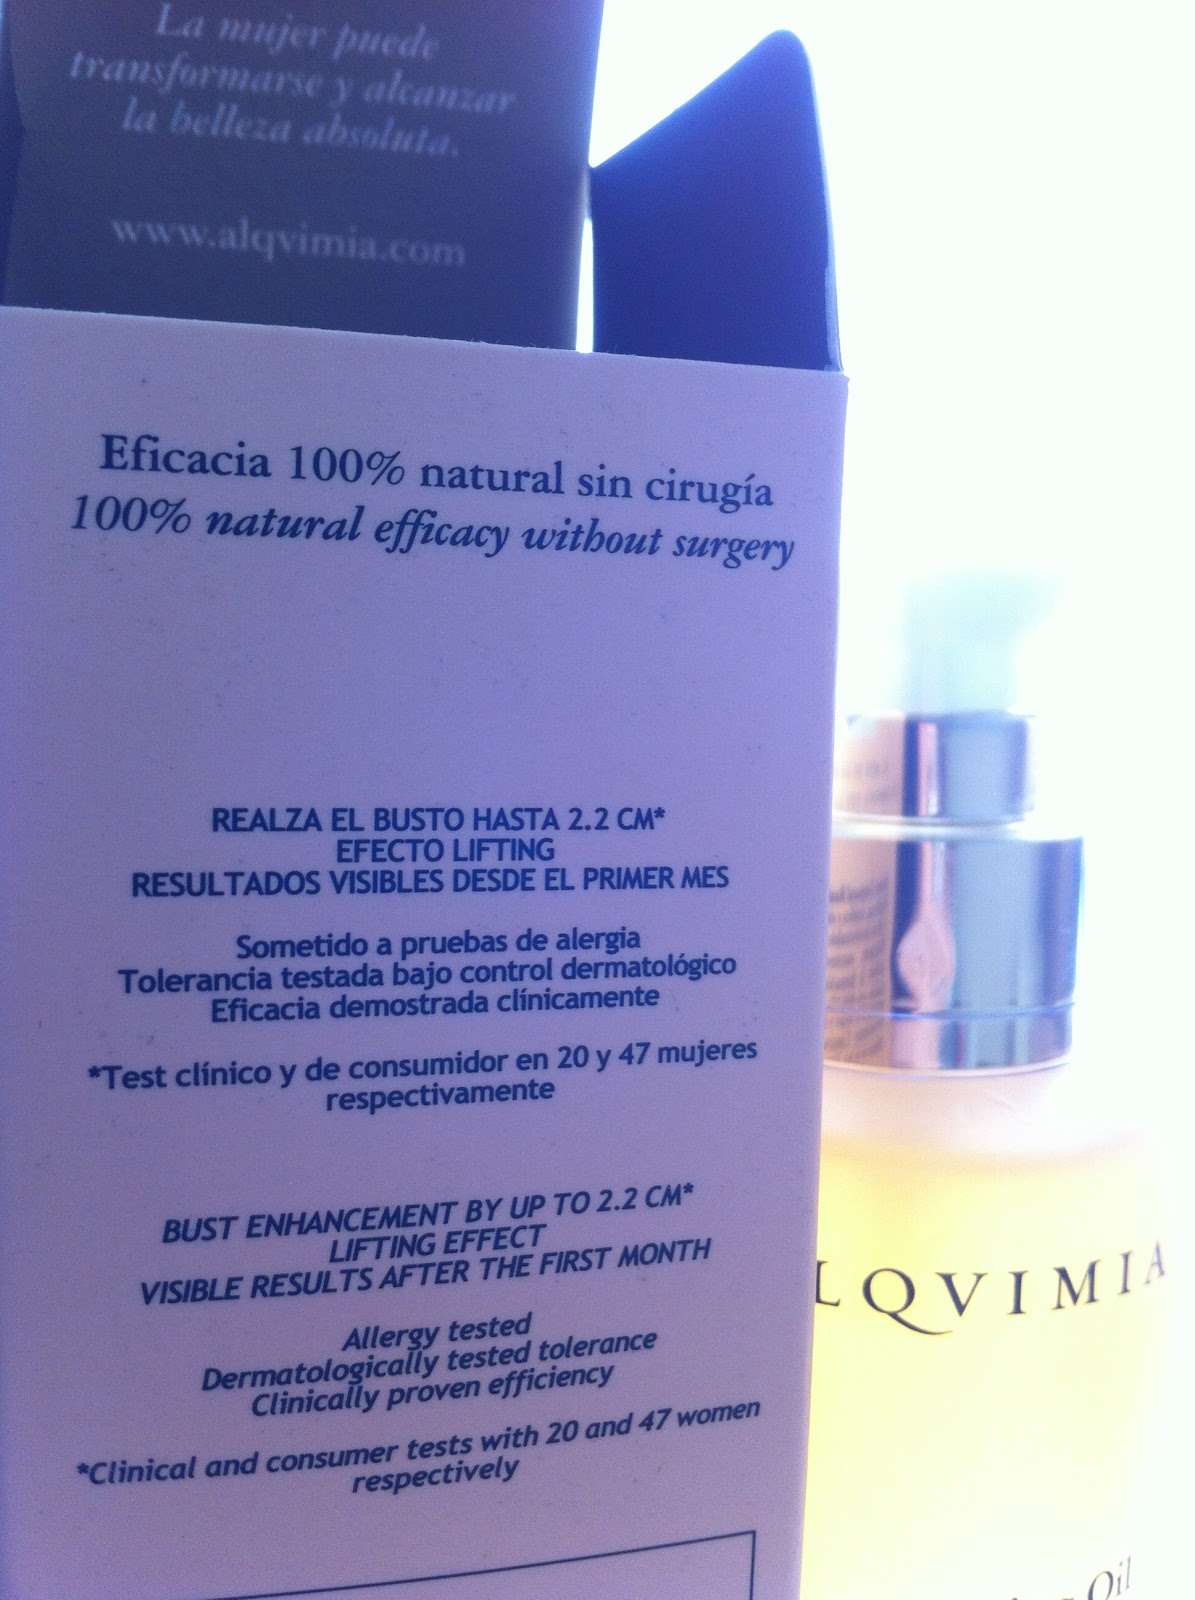 La mujer puede
transformarse y alcanzar
la belleza absoluta.
www.alqvimia.com
Eficacia 100% natural sin cirugía
100% natural efficacy without surgery
REALZA EL BUSTO HASTA 2.2 CM*
EFECTO LIFTING
RESULTADOS VISIBLES DESDE EL PRIMER MES
Sometido a pruebas de alergia
Tolerancia testada bajo control dermatológico
Eficacia demostrada clínicamente
*Test clínico y de consumidor en 20 y 47 mujeres
respectivamente
BUST ENHANCEMENT BY UP TO 2.2 CM*
LIFTING EFFECT
VISIBLE RESULTS AFTER THE FIRST MONTH
Allergy tested
Dermatologically tested tolerance
Clinically proven efficiency
*Clinical and consumer tests with 20 and 47 women
respectively
LQVIMIA
Oil